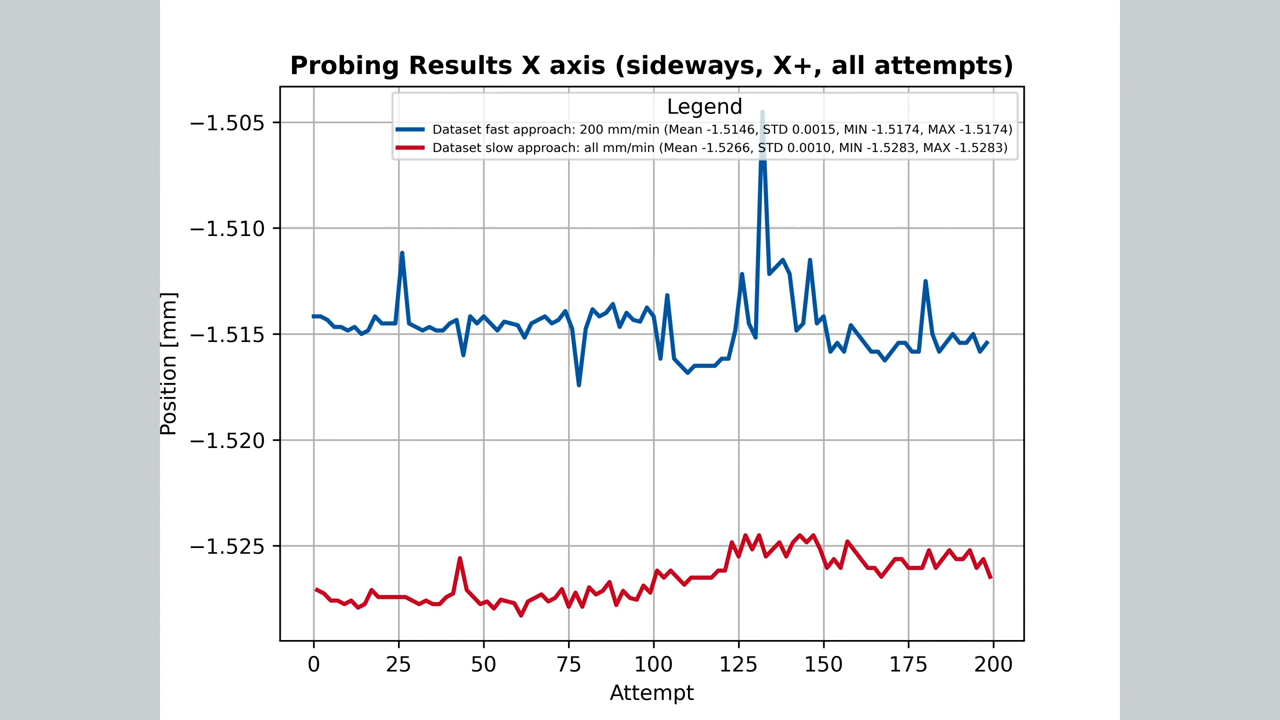 Probing Results X axis (sideways, X+, all attempts)
Legend
Dataset fast approach: 200 mm/min (Mean -1.5146, STD 0.0015, MIN -1.5174, MAX -1.5174)
Dataset slow approach: all mm/min (Mean -1.5266, STD 0.0010, MIN -1.5283, MAX -1.5283)
Position [mm]
−1.505
−1.510
−1.515
−1.520
−1.525
0 25 50 75 100 125 150 175 200
Attempt